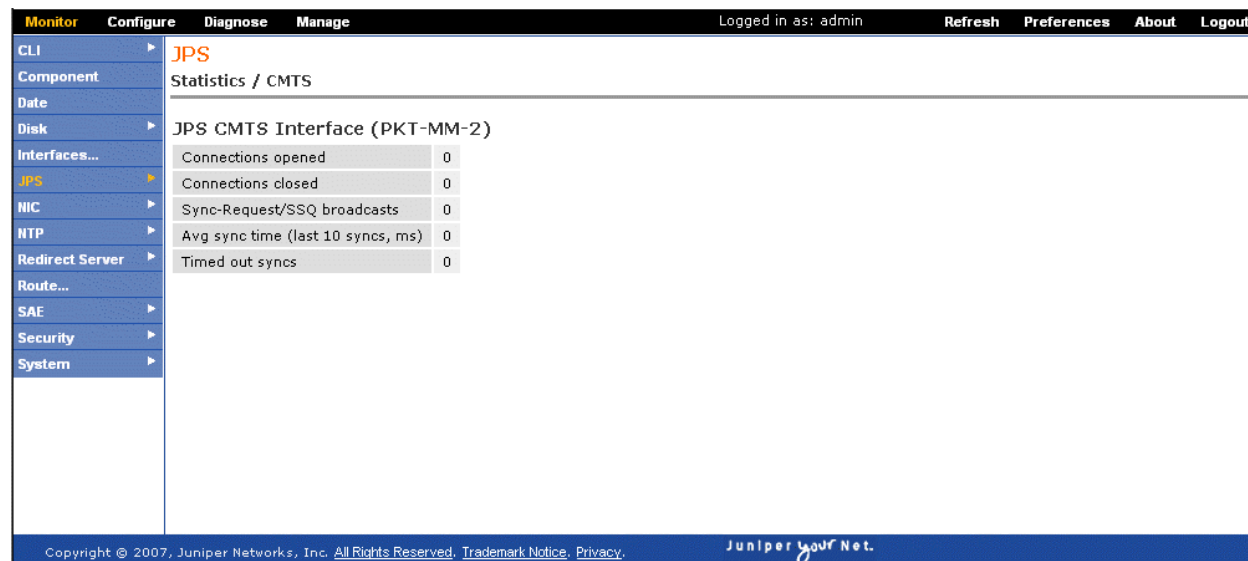 Monitor Configure Diagnose Manage Logged in as: admin Refresh Preferences About Logout
CLI
Component
Date
Disk
Interfaces...
JPS
NIC
NTP
Redirect Server
Route...
SAE
Security
System
JPS
Statistics / CMTS
JPS CMTS Interface (PKT-MM-2)
Connections opened 0
Connections closed 0
Sync-Request/SSQ broadcasts 0
Avg sync time (last 10 syncs, ms) 0
Timed out syncs 0
Copyright © 2007, Juniper Networks, Inc. All Rights Reserved. Trademark Notice. Privacy.
Juniper your Net.